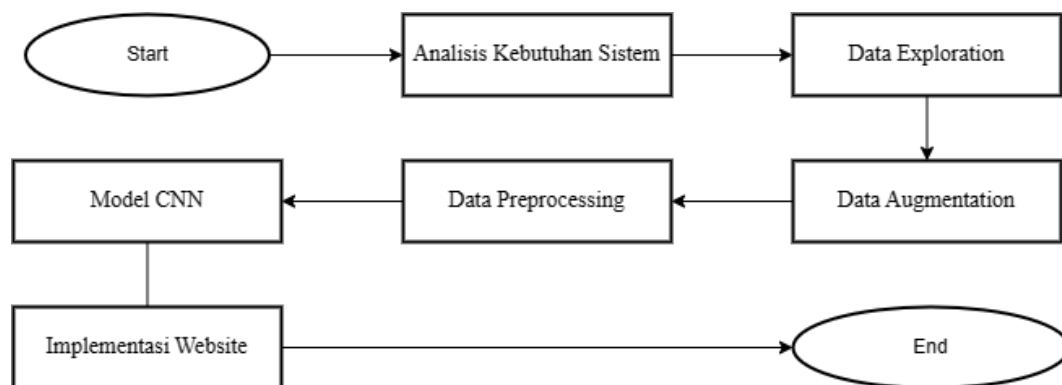 Start
Analisis Kebutuhan Sistem
Data Exploration
Model CNN
Data Preprocessing
Data Augmentation
Implementasi Website
End